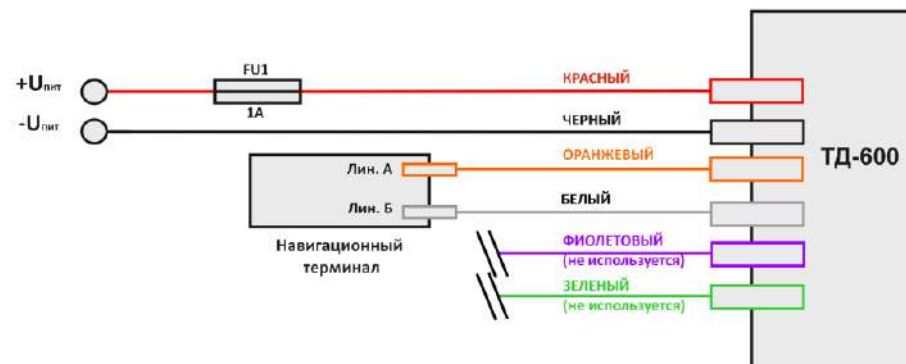 FU1
+Uпит
КРАСНЫЙ
1А
-Uпит
ЧЕРНЫЙ
ОРАНЖЕВЫЙ
ТД-600
Лин. А
БЕЛЫЙ
Лин. Б
Навигационный
терминал
ФИОЛЕТОВЫЙ
(не используется)
ЗЕЛЕНЫЙ
(не используется)